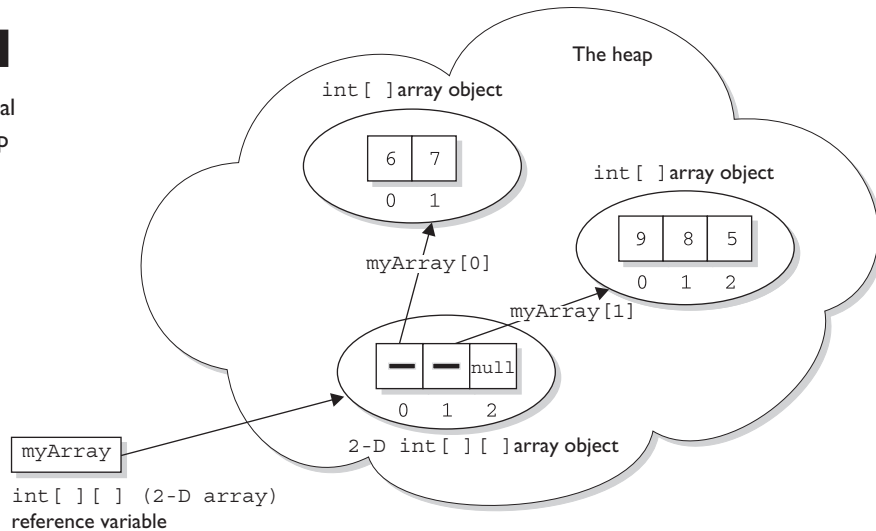 al
P
The heap
int[ ] array object
6 7
0 1
int[ ] array object
9 8 5
0 1 2
myArray[0]
myArray[1]
null
0 1 2
2-D int[ ][ ] array object
myArray
int[ ][ ] (2-D array)
reference variable